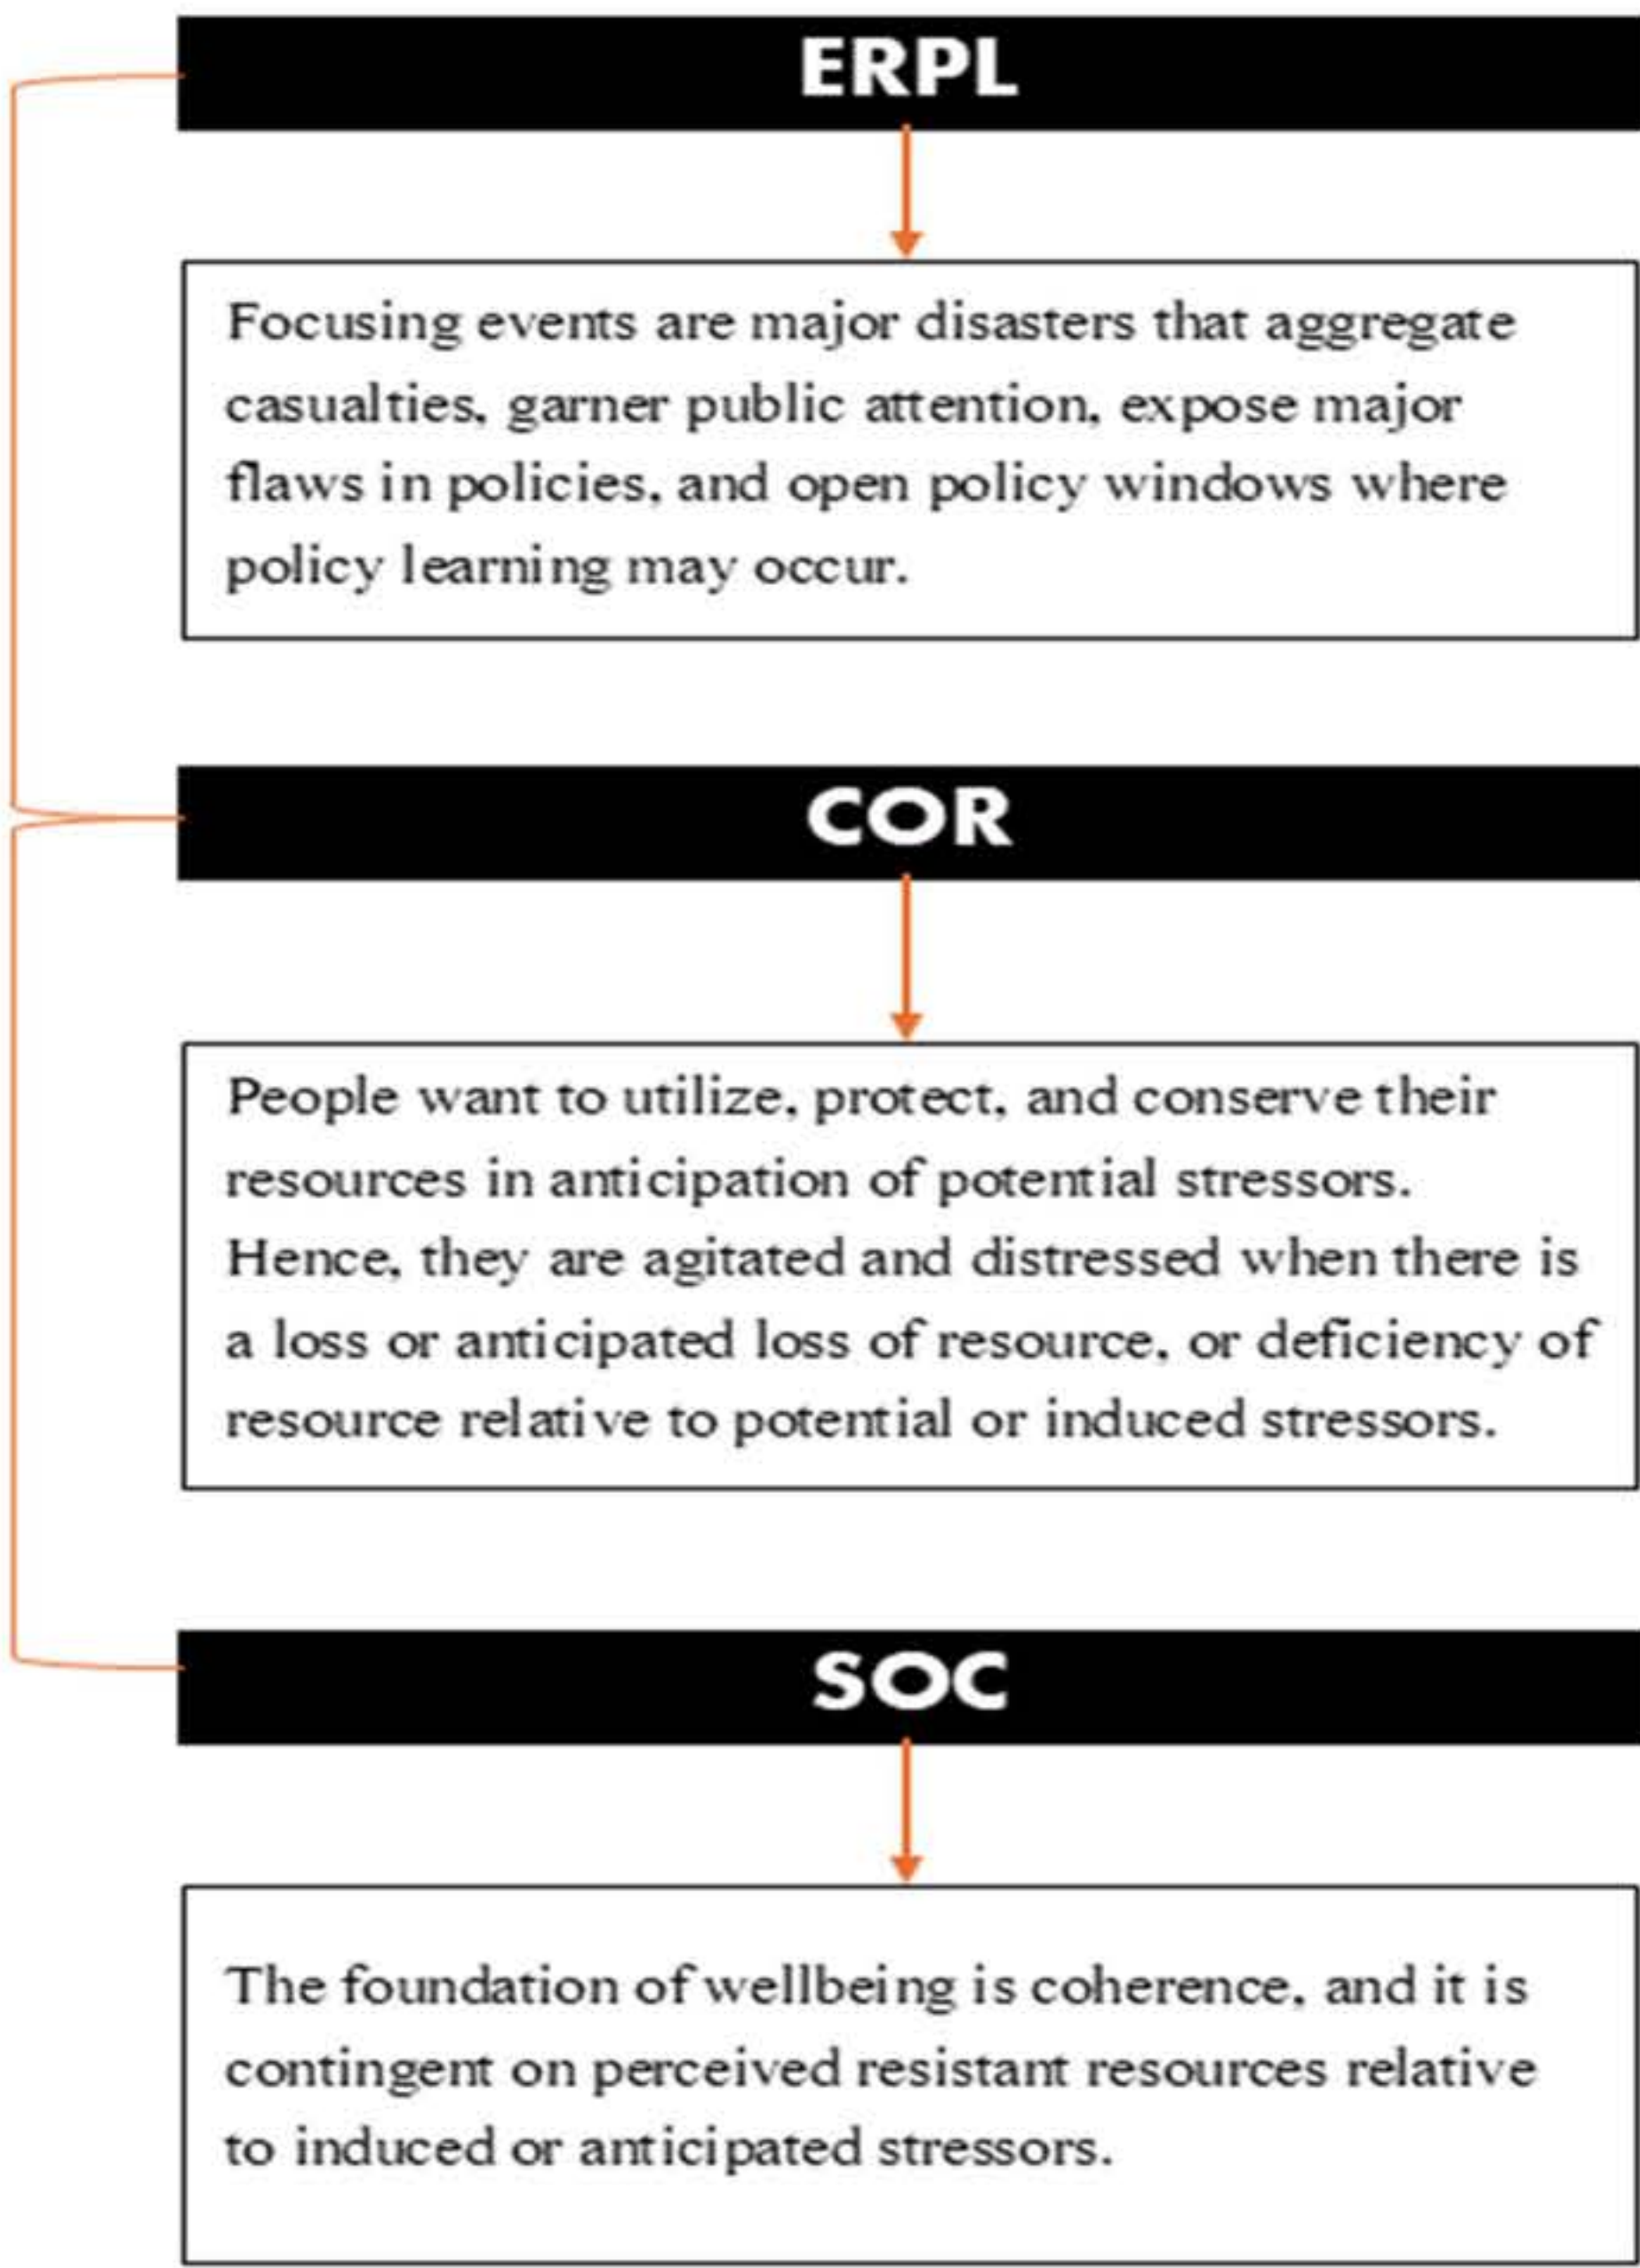 ERPL
Focusing events are major disasters that aggregate
casualties, garner public attention, expose major
flaws in policies, and open policy windows where
policy learning may occur.
COR
People want to utilize, protect, and conserve their
resources in anticipation of potential stressors.
Hence, they are agitated and distressed when there is
a loss or anticipated loss of resource, or deficiency of
resource relative to potential or induced stressors.
SOC
The foundation of wellbeing is coherence, and it is
contingent on perceived resistant resources relative
to induced or anticipated stressors.